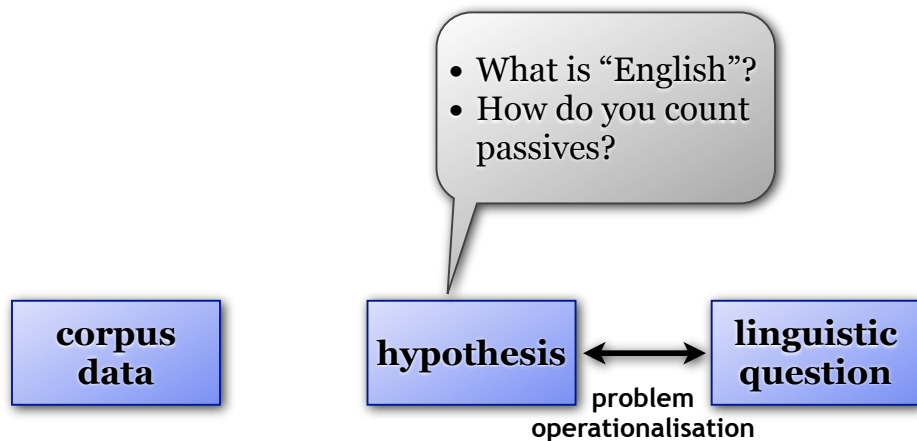 • What is “English”?
• How do you count
passives?
corpus
data
hypothesis
linguistic
question
problem
operationalisation